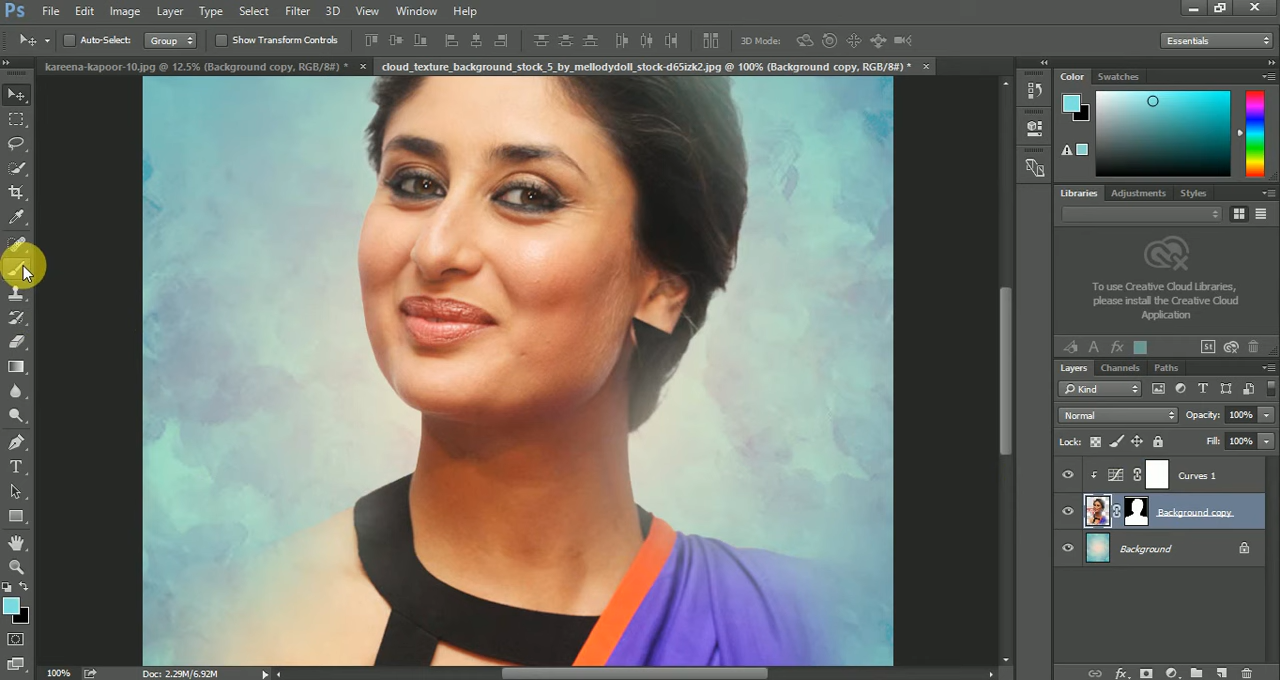 Ps File Edit Image Layer Type Select Filter 3D View Window Help
Auto-Select: Group Show Transform Controls 3D Mode: Essentials
kareena-kapoor-10.jpg @ 12.5% (Background copy, RGB/8#) * × cloud_texture_background_stock_5_by_mellodydoll_stock-d65izk2.jpg @ 100% (Background copy, RGB/8#) * ×
Color Swatches
Libraries Adjustments Styles
To use Creative Cloud Libraries,
please install the Creative Cloud
Application
St
Layers Channels Paths
Kind T
Normal Opacity: 100%
Lock: Fill: 100%
Curves 1
Background copy
Background
fx
100% Doc: 2.29M/6.92M